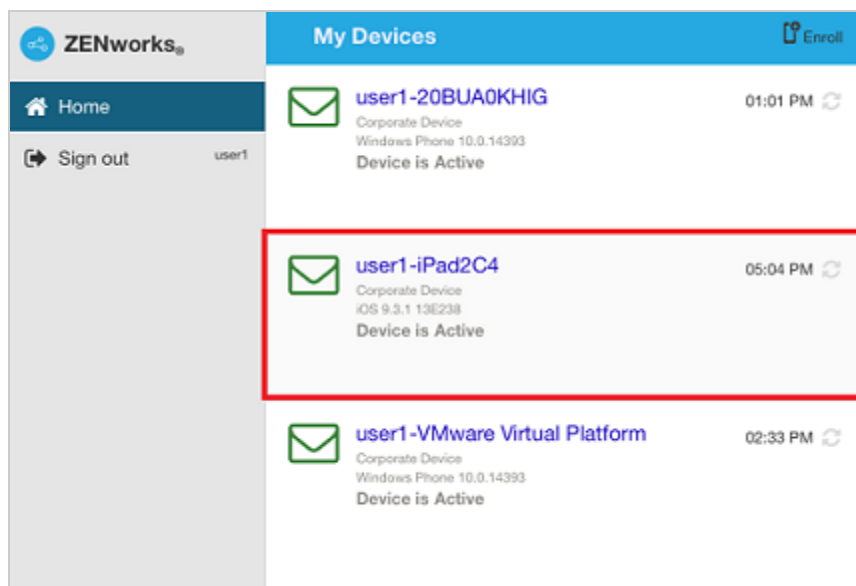 ZENworks®
My Devices
Enroll
Home
Sign out
user1
user1-20BUA0KHIG
01:01 PM
Corporate Device
Windows Phone 10.0.14393
Device is Active
user1-iPad2C4
05:04 PM
Corporate Device
iOS 9.3.1 13E238
Device is Active
user1-VMware Virtual Platform
02:33 PM
Corporate Device
Windows Phone 10.0.14393
Device is Active